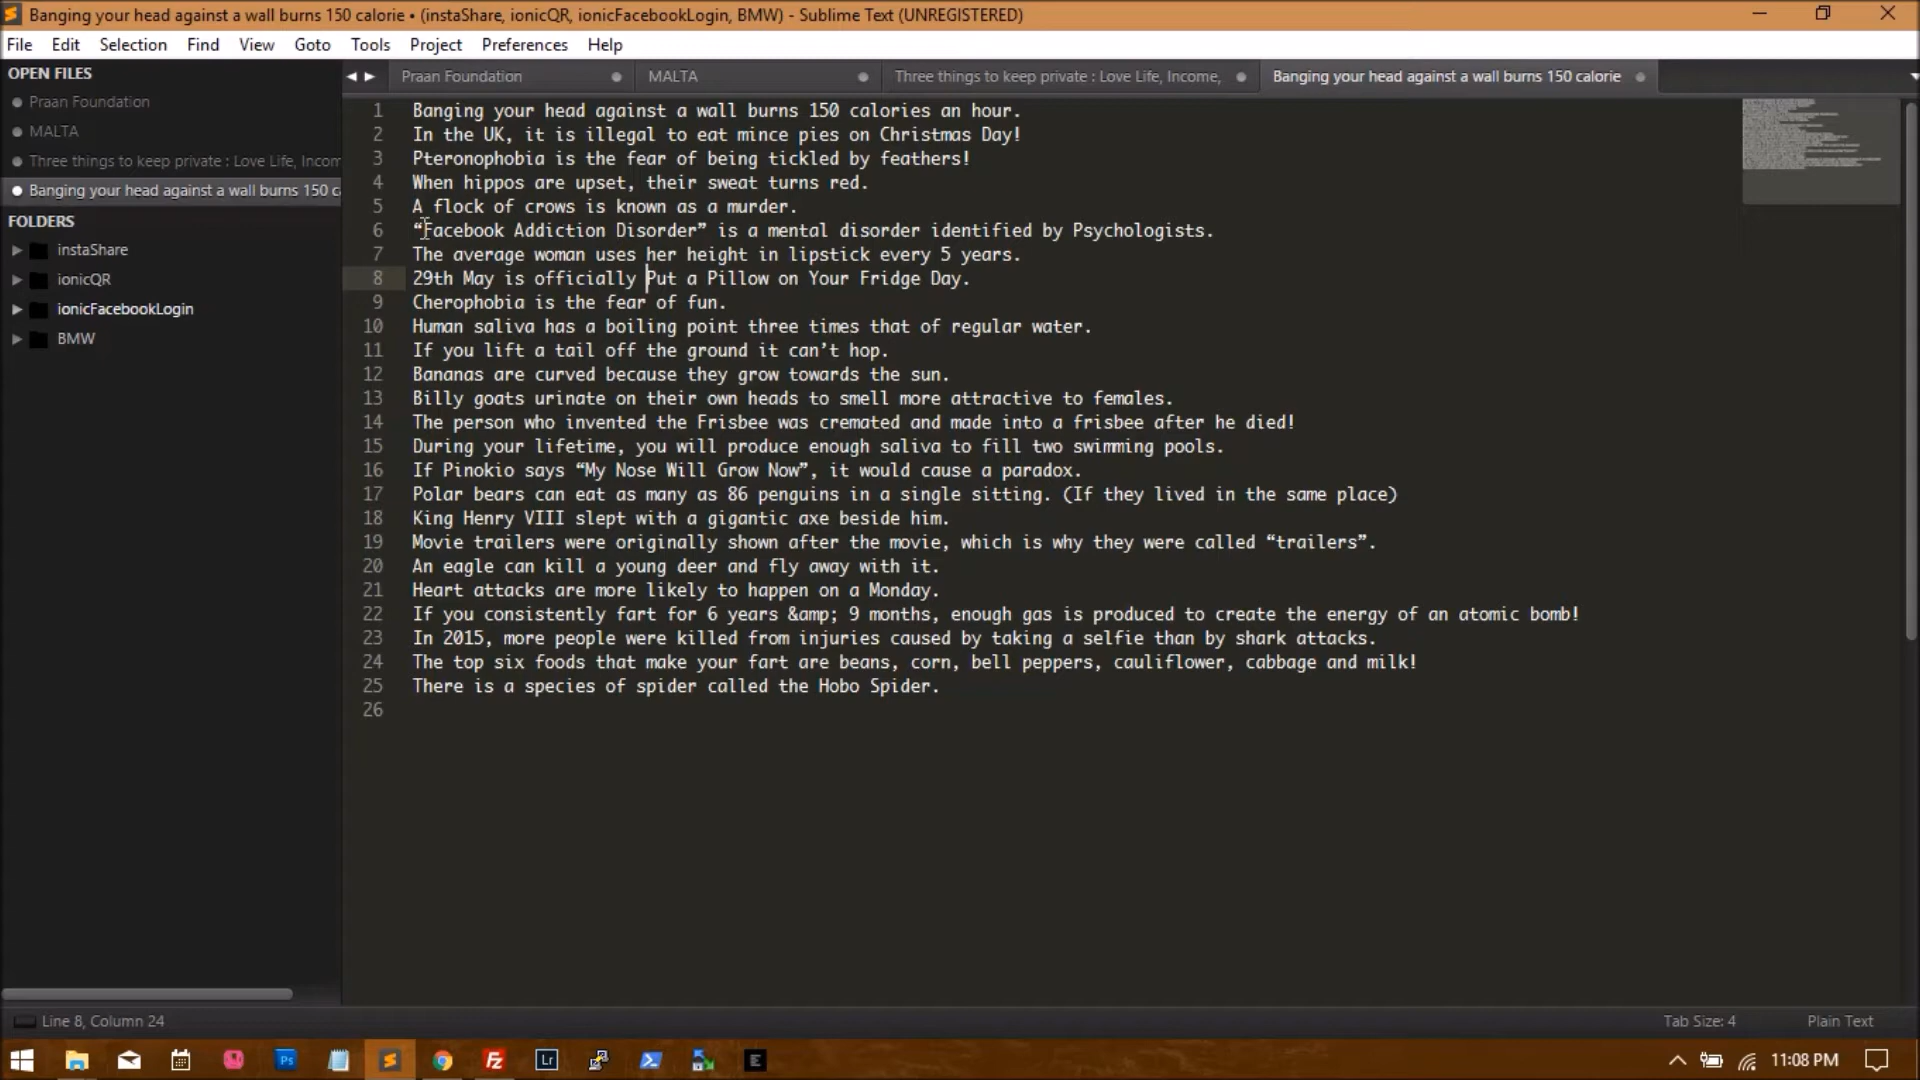 Banging your head against a wall burns 150 calorie • (instaShare, ionicQR, ionicFacebookLogin, BMW) - Sublime Text (UNREGISTERED)
File Edit Selection Find View Goto Tools Project Preferences Help
OPEN FILES
Praan Foundation
MALTA
Three things to keep private : Love Life, Incom
Banging your head against a wall burns 150 c
FOLDERS
instaShare
ionicQR
ionicFacebookLogin
BMW
Praan Foundation MALTA Three things to keep private : Love Life, Income, Banging your head against a wall burns 150 calorie
1 Banging your head against a wall burns 150 calories an hour.
2 In the UK, it is illegal to eat mince pies on Christmas Day!
3 Pteronophobia is the fear of being tickled by feathers!
4 When hippos are upset, their sweat turns red.
5 A flock of crows is known as a murder.
6 “Facebook Addiction Disorder” is a mental disorder identified by Psychologists.
7 The average woman uses her height in lipstick every 5 years.
8 29th May is officially Put a Pillow on Your Fridge Day.
9 Cherophobia is the fear of fun.
10 Human saliva has a boiling point three times that of regular water.
11 If you lift a tail off the ground it can’t hop.
12 Bananas are curved because they grow towards the sun.
13 Billy goats urinate on their own heads to smell more attractive to females.
14 The person who invented the Frisbee was cremated and made into a frisbee after he died!
15 During your lifetime, you will produce enough saliva to fill two swimming pools.
16 If Pinokio says “My Nose Will Grow Now”, it would cause a paradox.
17 Polar bears can eat as many as 86 penguins in a single sitting. (If they lived in the same place)
18 King Henry VIII slept with a gigantic axe beside him.
19 Movie trailers were originally shown after the movie, which is why they were called “trailers”.
20 An eagle can kill a young deer and fly away with it.
21 Heart attacks are more likely to happen on a Monday.
22 If you consistently fart for 6 years &amp; 9 months, enough gas is produced to create the energy of an atomic bomb!
23 In 2015, more people were killed from injuries caused by taking a selfie than by shark attacks.
24 The top six foods that make your fart are beans, corn, bell peppers, cauliflower, cabbage and milk!
25 There is a species of spider called the Hobo Spider.
26
Line 8, Column 24 Tab Size: 4 Plain Text
Ps Fz Lr E 11:08 PM